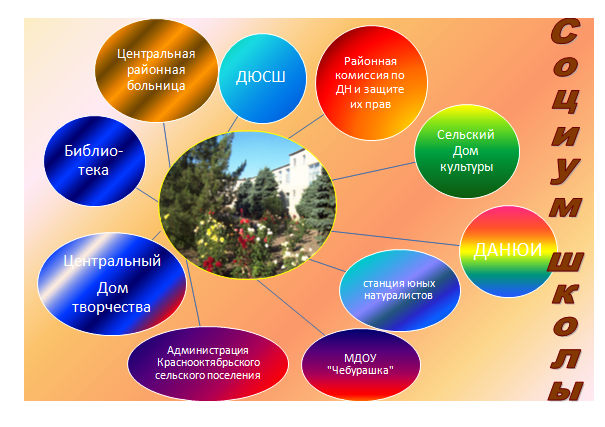 Центральная
районная
больница
ДЮСШ
Районная
комиссия по
ДН и защите
их прав
Сельский
Дом
культуры
ДАНЮИ
станция юных
натуралистов
МДОУ
"Чебурашка"
Администрация
Краснооктябрьского
сельского поселения
Центральный
Дом
творчества
Библио-
тека
Социум школы